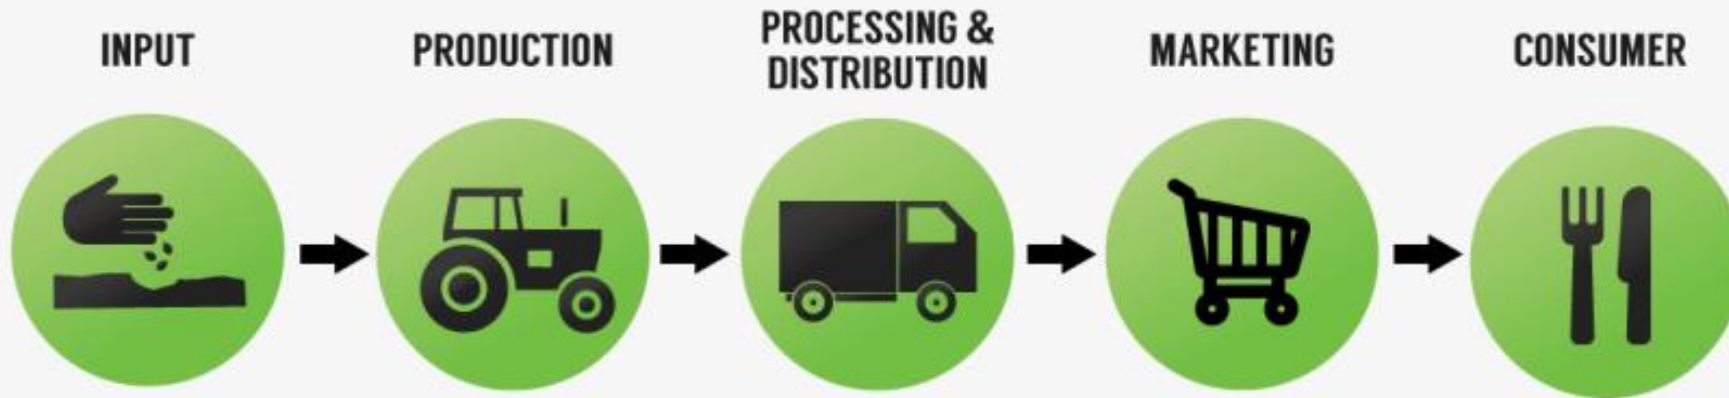 INPUT
PRODUCTION
PROCESSING &
DISTRIBUTION
MARKETING
CONSUMER